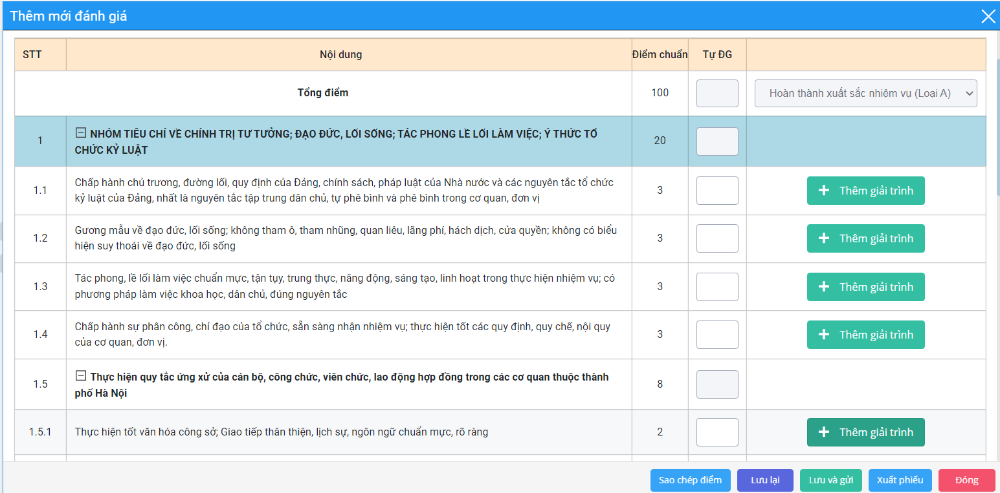 Thêm mới đánh giá
STT Nội dung Điểm chuẩn Tự ĐG
Tổng điểm 100 Hoàn thành xuất sắc nhiệm vụ (Loại A)
1 NHÓM TIÊU CHÍ VỀ CHÍNH TRỊ TƯ TƯỞNG; ĐẠO ĐỨC, LỐI SỐNG; TÁC PHONG LỀ LỐI LÀM VIỆC; Ý THỨC TỔ 20
CHỨC KỶ LUẬT
1.1 Chấp hành chủ trương, đường lối, quy định của Đảng, chính sách, pháp luật của Nhà nước và các nguyên tắc tổ chức 3 Thêm giải trình
kỷ luật của Đảng, nhất là nguyên tắc tập trung dân chủ, tự phê bình và phê bình trong cơ quan, đơn vị
1.2 Gương mẫu về đạo đức, lối sống; không tham ô, tham nhũng, quan liêu, lãng phí, hách dịch, cửa quyền; không có biểu 3 Thêm giải trình
hiện suy thoái về đạo đức, lối sống
1.3 Tác phong, lề lối làm việc chuẩn mực, tận tụy, trung thực, năng động, sáng tạo, linh hoạt trong thực hiện nhiệm vụ; có 3 Thêm giải trình
phương pháp làm việc khoa học, dân chủ, đúng nguyên tắc
1.4 Chấp hành sự phân công, chỉ đạo của tổ chức, sẵn sàng nhận nhiệm vụ; thực hiện tốt các quy định, quy chế, nội quy 3 Thêm giải trình
của cơ quan, đơn vị.
1.5 Thực hiện quy tắc ứng xử của cán bộ, công chức, viên chức, lao động hợp đồng trong các cơ quan thuộc thành 8
phố Hà Nội
1.5.1 Thực hiện tốt văn hóa công sở; Giao tiếp thân thiện, lịch sự, ngôn ngữ chuẩn mực, rõ ràng 2 Thêm giải trình
Sao chép điểm Lưu lại Lưu và gửi Xuất phiếu Đóng